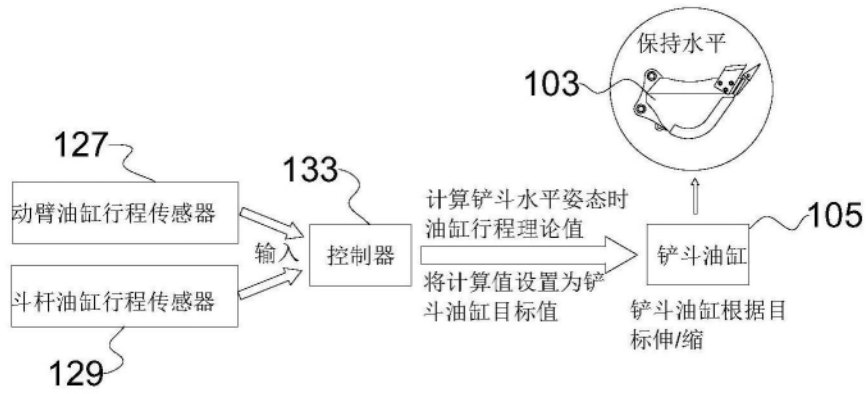 保持水平
103
127
133
动臂油缸行程传感器
输入
控制器
计算铲斗水平姿态时
油缸行程理论值
将计算值设置为铲
斗油缸目标值
105
铲斗油缸
铲斗油缸根据目
标伸/缩
斗杆油缸行程传感器
129